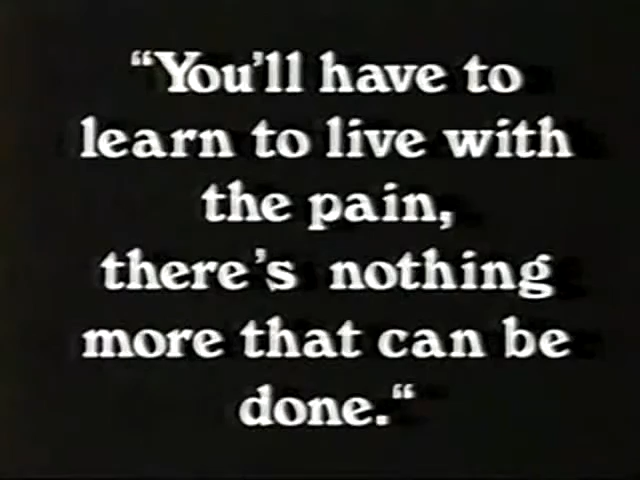 “You'll have to
learn to live with
the pain,
there's nothing
more that can be
done.“